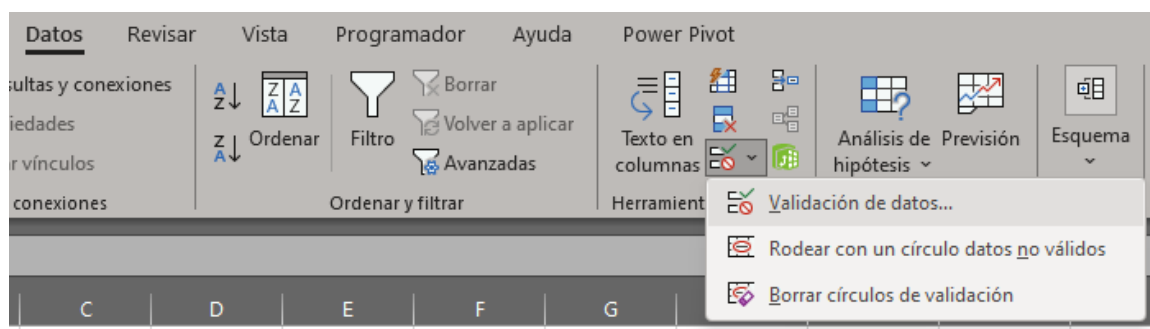 Datos Revisar Vista Programador Ayuda Power Pivot
sultas y conexiones
iedades
r vínculos
conexiones
Ordenar
Filtro
Borrar
Volver a aplicar
Avanzadas
Ordenar y filtrar
Texto en
columnas
Herramient
Análisis de
hipótesis
Previsión
Esquema
Validación de datos...
Rodear con un círculo datos no válidos
Borrar círculos de validación
C D E F G